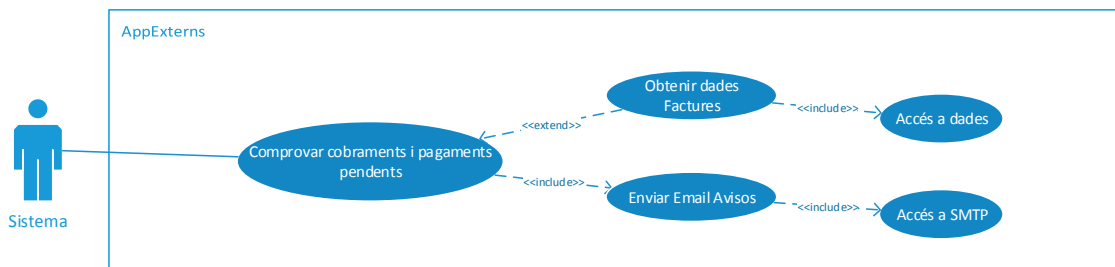 AppExterns
Obtenir dades
Factures
<<include>>
Accés a dades
<<extend>>
Comprovar cobraments i pagaments
pendents
<<include>>
Enviar Email Avisos
<<include>>
Accés a SMTP
Sistema